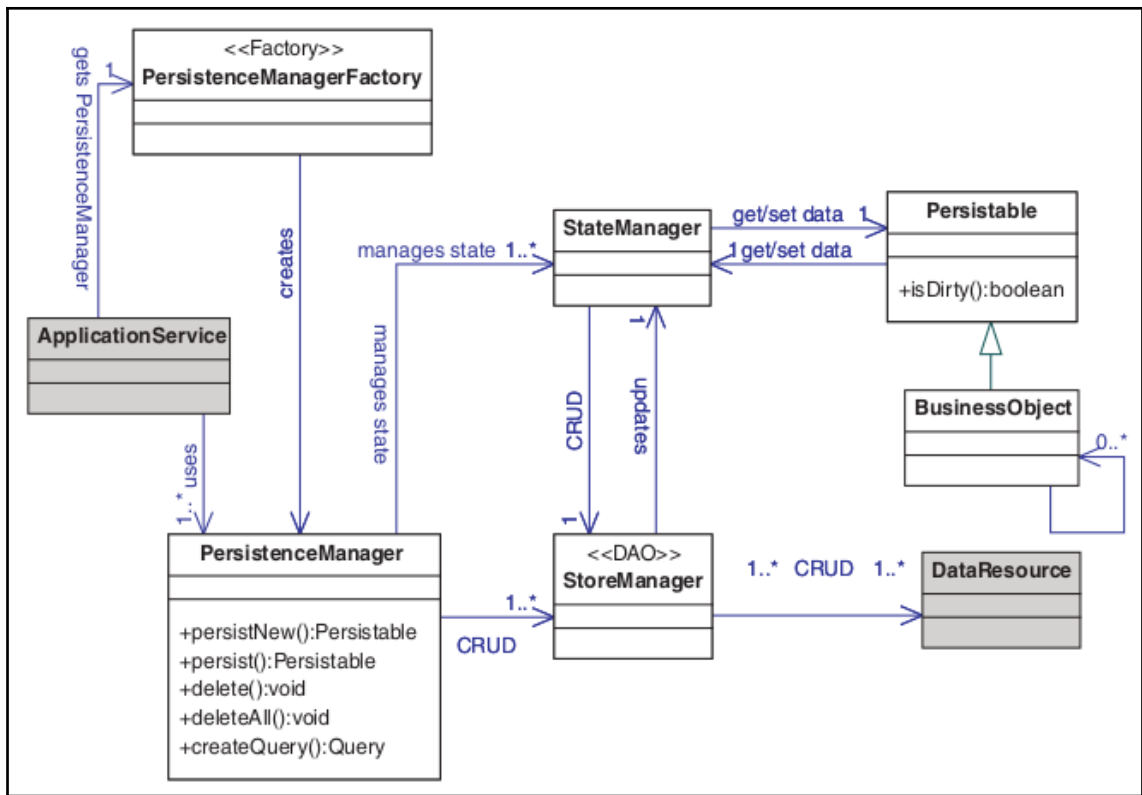 <<Factory>>
PersistenceManagerFactory
gets PersistenceManager
1
creates
ApplicationService
1..* uses
PersistenceManager
+persistNew():Persistable
+persist():Persistable
+delete():void
+deleteAll():void
+createQuery():Query
manages state 1..*
manages state
StateManager
get/set data 1
1 get/set data
Persistable
+isDirty():boolean
BusinessObject
0..*
CRUD
1
1
updates
<<DAO>>
StoreManager
1..*
CRUD
1..* CRUD 1..*
DataResource